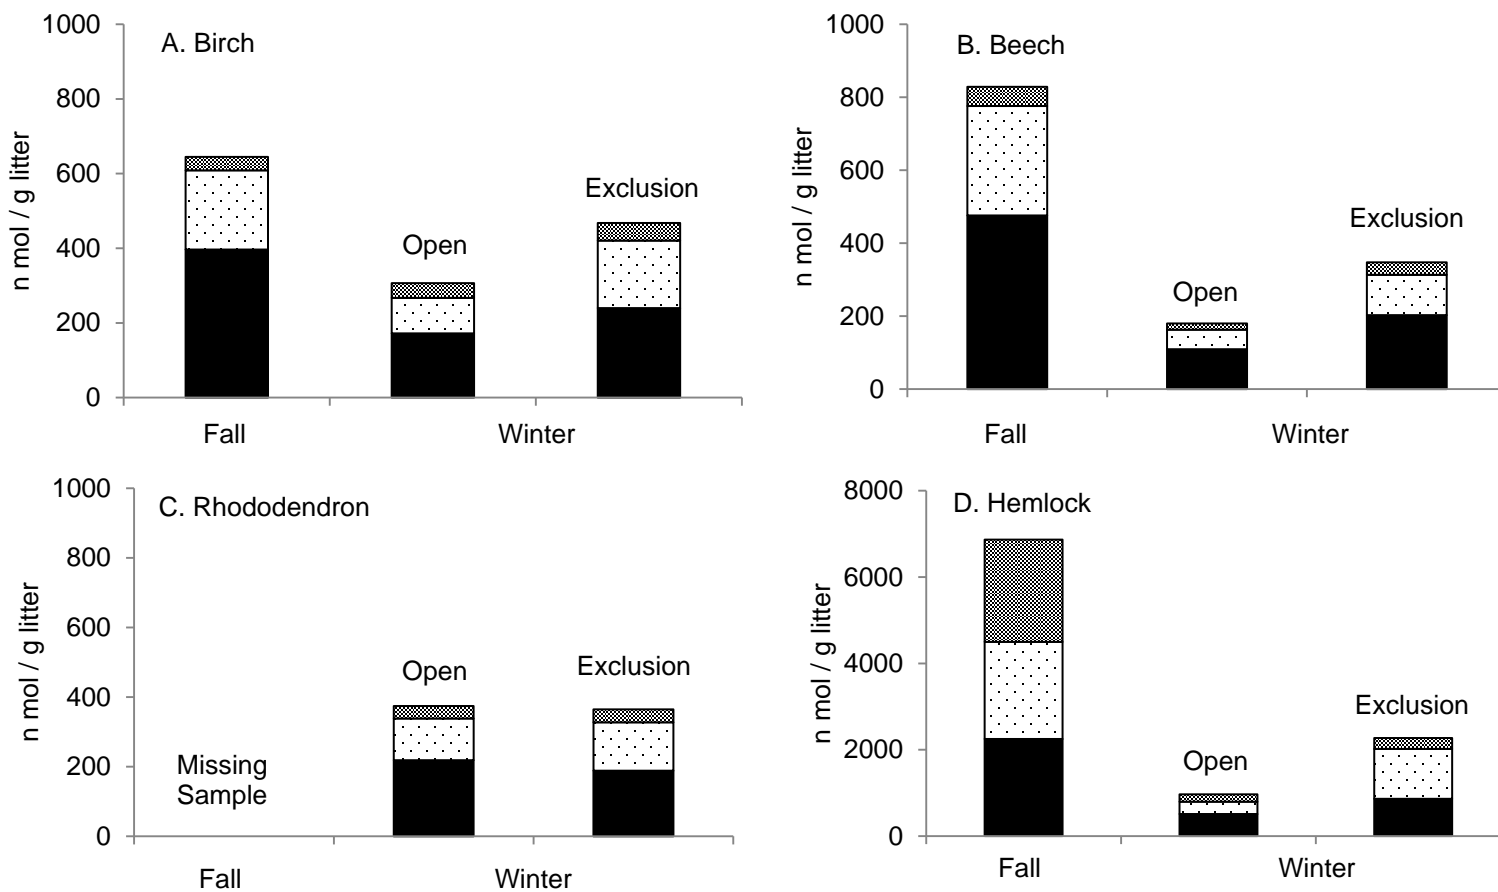 A. Birch
n mol / g litter
1000
800
600
400
200
0
Open
Exclusion
Fall
Winter
B. Beech
n mol / g litter
1000
800
600
400
200
0
Open
Exclusion
Fall
Winter
C. Rhododendron
n mol / g litter
1000
800
600
400
200
0
Missing
Sample
Open
Exclusion
Fall
Winter
D. Hemlock
n mol / g litter
8000
6000
4000
2000
0
Open
Exclusion
Fall
Winter